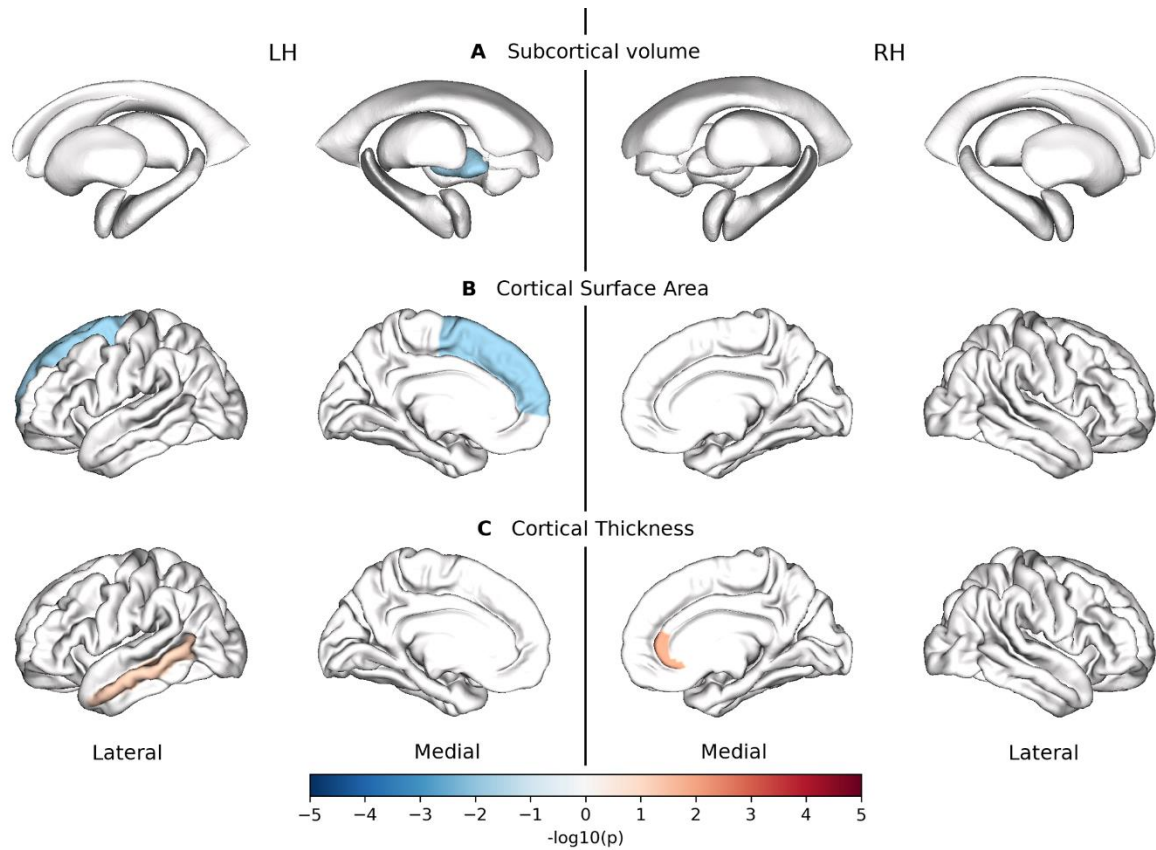 LH
A Subcortical volume
RH
B Cortical Surface Area
C Cortical Thickness
Lateral
Medial
Medial
Lateral
−5 −4 −3 −2 −1 0 1 2 3 4 5
-log10(p)